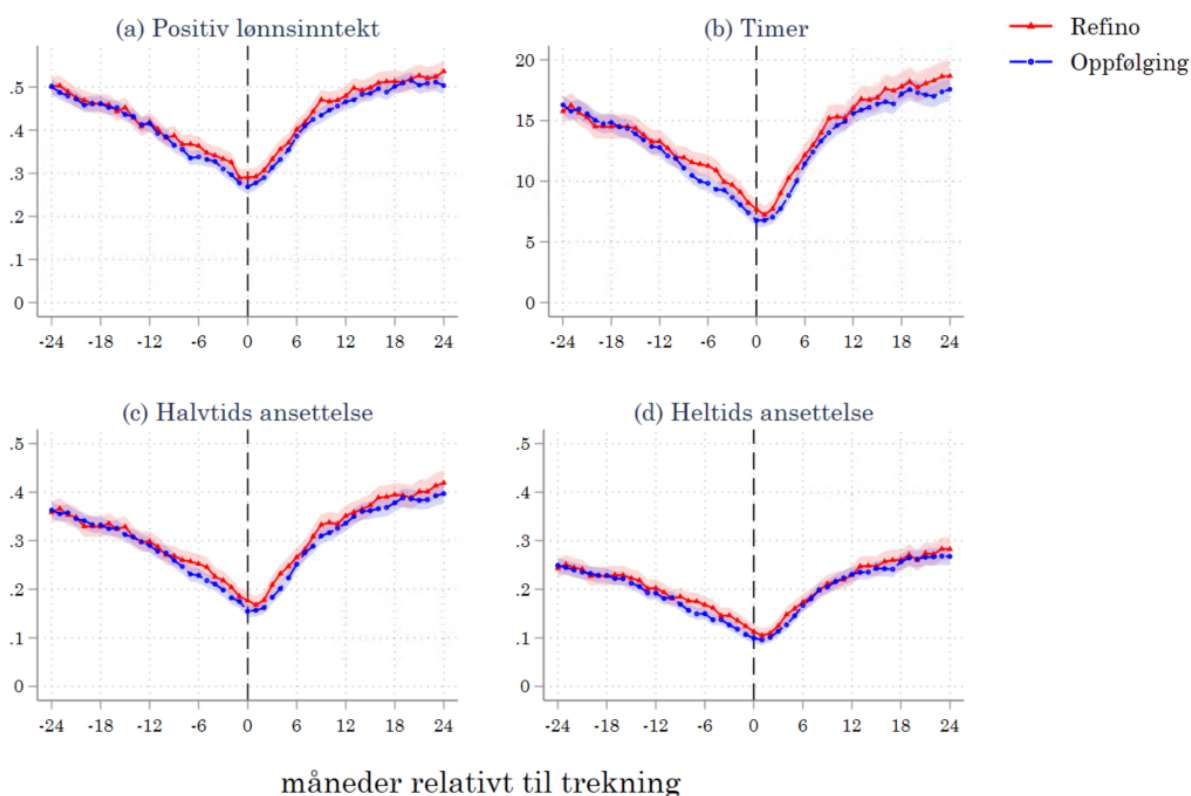 (a) Positiv lønnsinntekt
.5
.4
.3
.2
.1
0
-24 -18 -12 -6 0 6 12 18 24
(b) Timer
20
15
10
5
0
-24 -18 -12 -6 0 6 12 18 24
Refino
Oppfølging
(c) Halvtids ansettelse
.5
.4
.3
.2
.1
0
-24 -18 -12 -6 0 6 12 18 24
(d) Heltids ansettelse
.5
.4
.3
.2
.1
0
-24 -18 -12 -6 0 6 12 18 24
måneder relativt til trekning